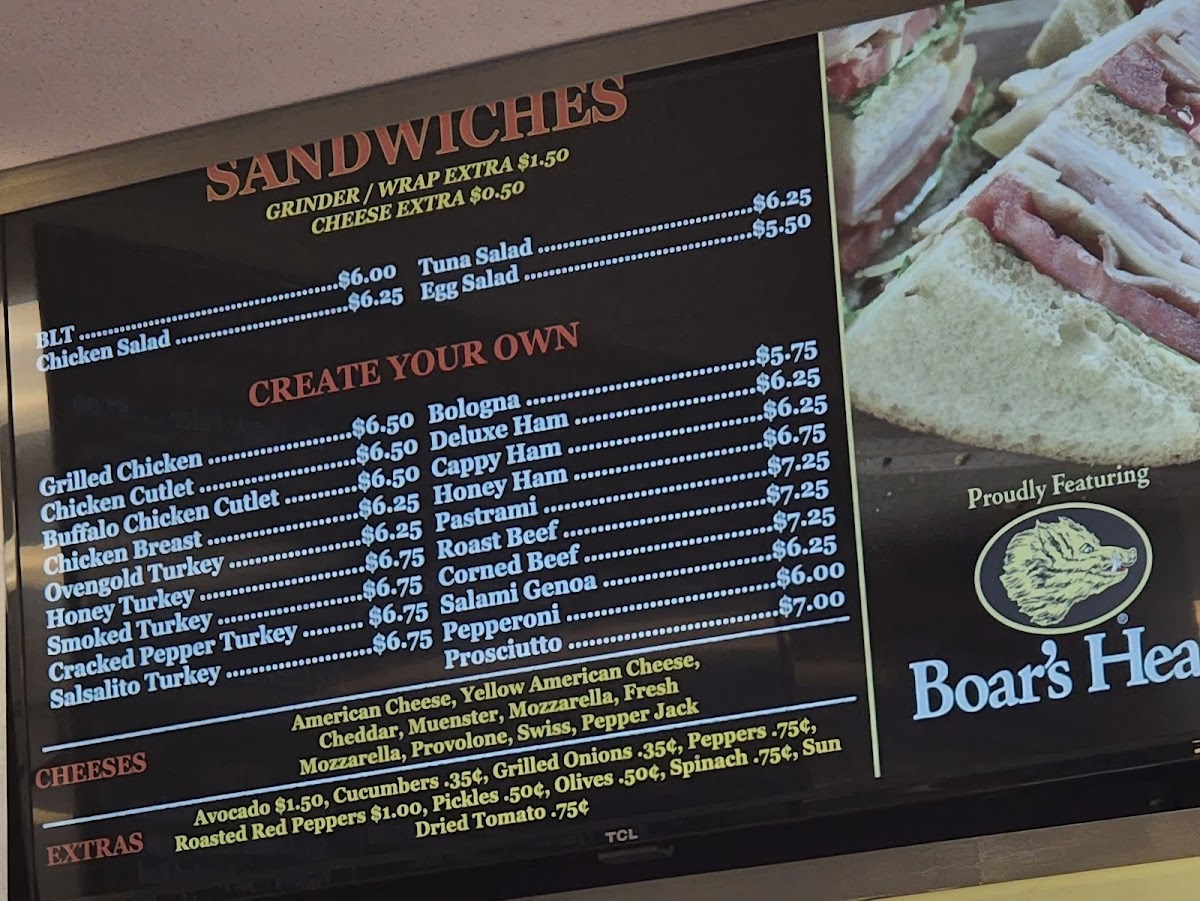 SANDWICHES
GRINDER / WRAP EXTRA $1.50
CHEESE EXTRA $0.50
BLT $6.00
Chicken Salad $6.25
Tuna Salad $6.25
Egg Salad $5.50
CREATE YOUR OWN
Grilled Chicken $6.50
Chicken Cutlet $6.50
Buffalo Chicken Cutlet $6.50
Chicken Breast $6.25
Ovengold Turkey $6.25
Honey Turkey $6.75
Smoked Turkey $6.75
Cracked Pepper Turkey $6.75
Salsalito Turkey $6.75
Bologna $5.75
Deluxe Ham $6.25
Cappy Ham $6.25
Honey Ham $6.75
Pastrami $7.25
Roast Beef $7.25
Corned Beef $7.25
Salami Genoa $6.25
Pepperoni $6.00
Prosciutto $7.00
CHEESES
American Cheese, Yellow American Cheese,
Cheddar, Muenster, Mozzarella, Fresh
Mozzarella, Provolone, Swiss, Pepper Jack
EXTRAS
Avocado $1.50, Cucumbers .35¢, Grilled Onions .35¢, Peppers .75¢,
Roasted Red Peppers $1.00, Pickles .50¢, Olives .50¢, Spinach .75¢, Sun
Dried Tomato .75¢
Proudly Featuring
Boar's Hea
®
TCL